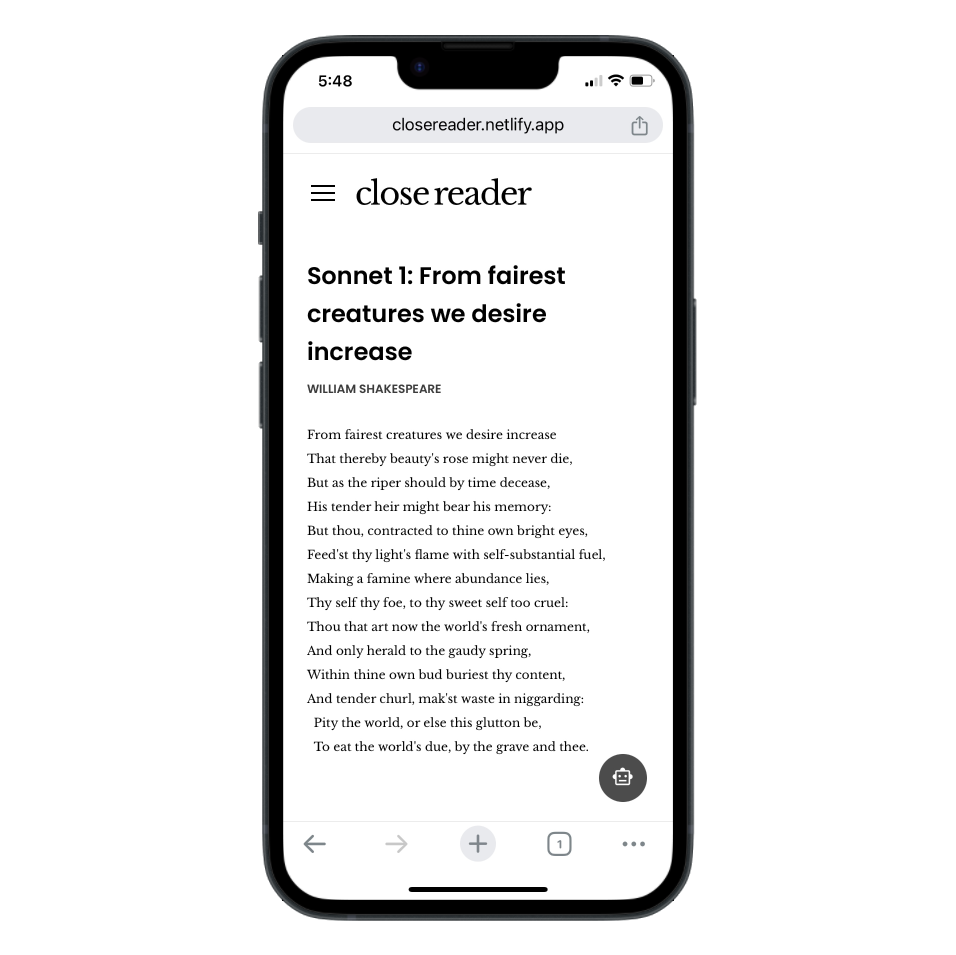 5:48
closereader.netlify.app
close reader
Sonnet 1: From fairest
creatures we desire
increase
WILLIAM SHAKESPEARE
From fairest creatures we desire increase
That thereby beauty's rose might never die,
But as the riper should by time decease,
His tender heir might bear his memory:
But thou, contracted to thine own bright eyes,
Feed'st thy light's flame with self-substantial fuel,
Making a famine where abundance lies,
Thy self thy foe, to thy sweet self too cruel:
Thou that art now the world's fresh ornament,
And only herald to the gaudy spring,
Within thine own bud buriest thy content,
And tender churl, mak'st waste in niggarding:
Pity the world, or else this glutton be,
To eat the world's due, by the grave and thee.
1